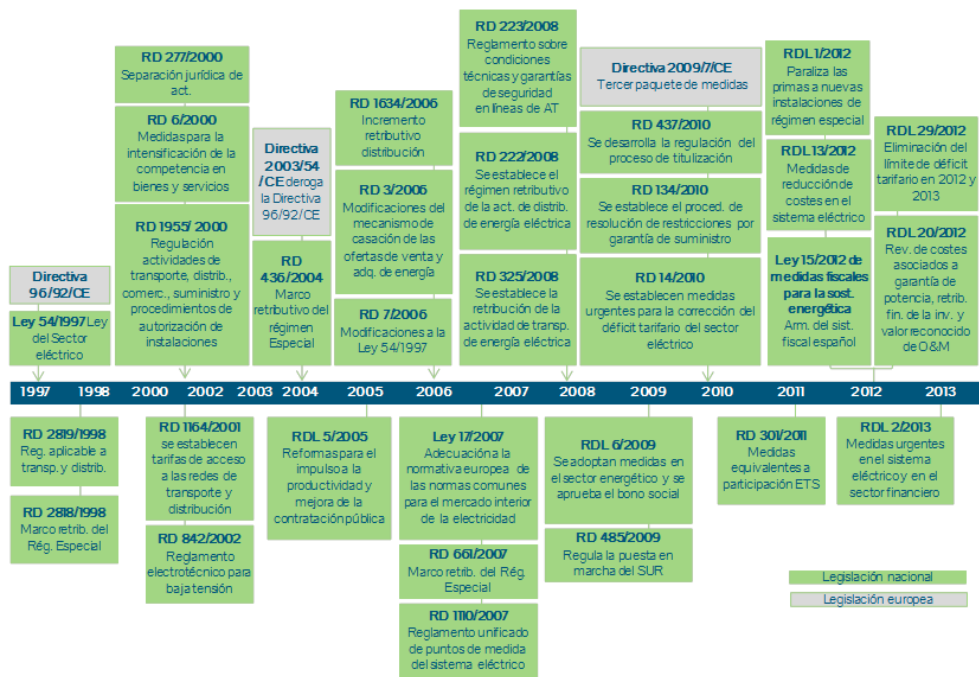 RD 277/2000
Separación jurídica de
act.
RD 6/2000
Medidas para la
intensificación de la
competencia en
bienes y servicios
RD 1955/ 2000
Regulación
actividades de
transporte, distrib.,
comerc., suministro y
procedimientos de
autorización de
instalaciones
Directiva
96/92/CE
Ley 54/1997 Ley
del Sector
eléctrico
Directiva
2003/54
/CE deroga
la Directiva
96/92/CE
RD
436/2004
Marco
retributivo del
régimen
Especial
RD 1634/2006
Incremento
retributivo
distribución
RD 3/2006
Modificaciones del
mecanismo de
casación de las
ofertas de venta y
adq. de energía
RD 7/2006
Modificaciones a la
Ley 54/1997
RD 223/2008
Reglamento sobre
condiciones
técnicas y garantías
de seguridad
en líneas de AT
RD 222/2008
Se establece el
régimen retributivo
de la act. de distrib.
de energía eléctrica
RD 325/2008
Se establece la
retribución de la
actividad de transp.
de energía eléctrica
Directiva 2009/7/CE
Tercer paquete de medidas
RD 437/2010
Se desarrolla la regulación del
proceso de titulización
RD 134/2010
Se establece el proced. de
resolución de restricciones por
garantía de suministro
RD 14/2010
Se establecen medidas
urgentes para la corrección del
déficit tarifario del sector
eléctrico
RDL 1/2012
Paraliza las
primas a nuevas
instalaciones de
régimen especial
RDL 13/2012
Medidas de
reducción de
costes en el
sistema eléctrico
Ley 15/2012 de
medidas fiscales
para la sost.
energética
Arm. del sist.
fiscal español
RDL 29/2012
Eliminación del
límite de déficit
tarifario en 2012 y
2013
RDL 20/2012
Rev. de costes
asociados a
garantía de
potencia, retrib.
fin. de la inv. y
valor reconocido
de O&M
1997 1998 2000 2002 2003 2004 2005 2006 2007 2008 2009 2010 2011 2012 2013
RD 2819/1998
Reg. aplicable a
transp. y distrib.
RD 2818/1998
Marco retrib. del
Rég. Especial
RD 1164/2001
se establecen
tarifas de acceso
a las redes de
transporte y
distribución
RD 842/2002
Reglamento
electrotécnico para
baja tensión
RDL 5/2005
Reformas para el
impulso a la
productividad y
mejora de la
contratación pública
Ley 17/2007
Adecuación a la
normativa europea de
las normas comunes
para el mercado interior
de la electricidad
RD 661/2007
Marco retrib. del Rég.
Especial
RD 1110/2007
Reglamento unificado
de puntos de medida
del sistema eléctrico
RDL 6/2009
Se adoptan medidas en
el sector energético y se
aprueba el bono social
RD 485/2009
Regula la puesta en
marcha del SUR
RD 301/2011
Medidas
equivalentes a
participación ETS
RDL 2/2013
Medidas urgentes
en el sistema
eléctrico y en el
sector financiero
Legislación nacional
Legislación europea